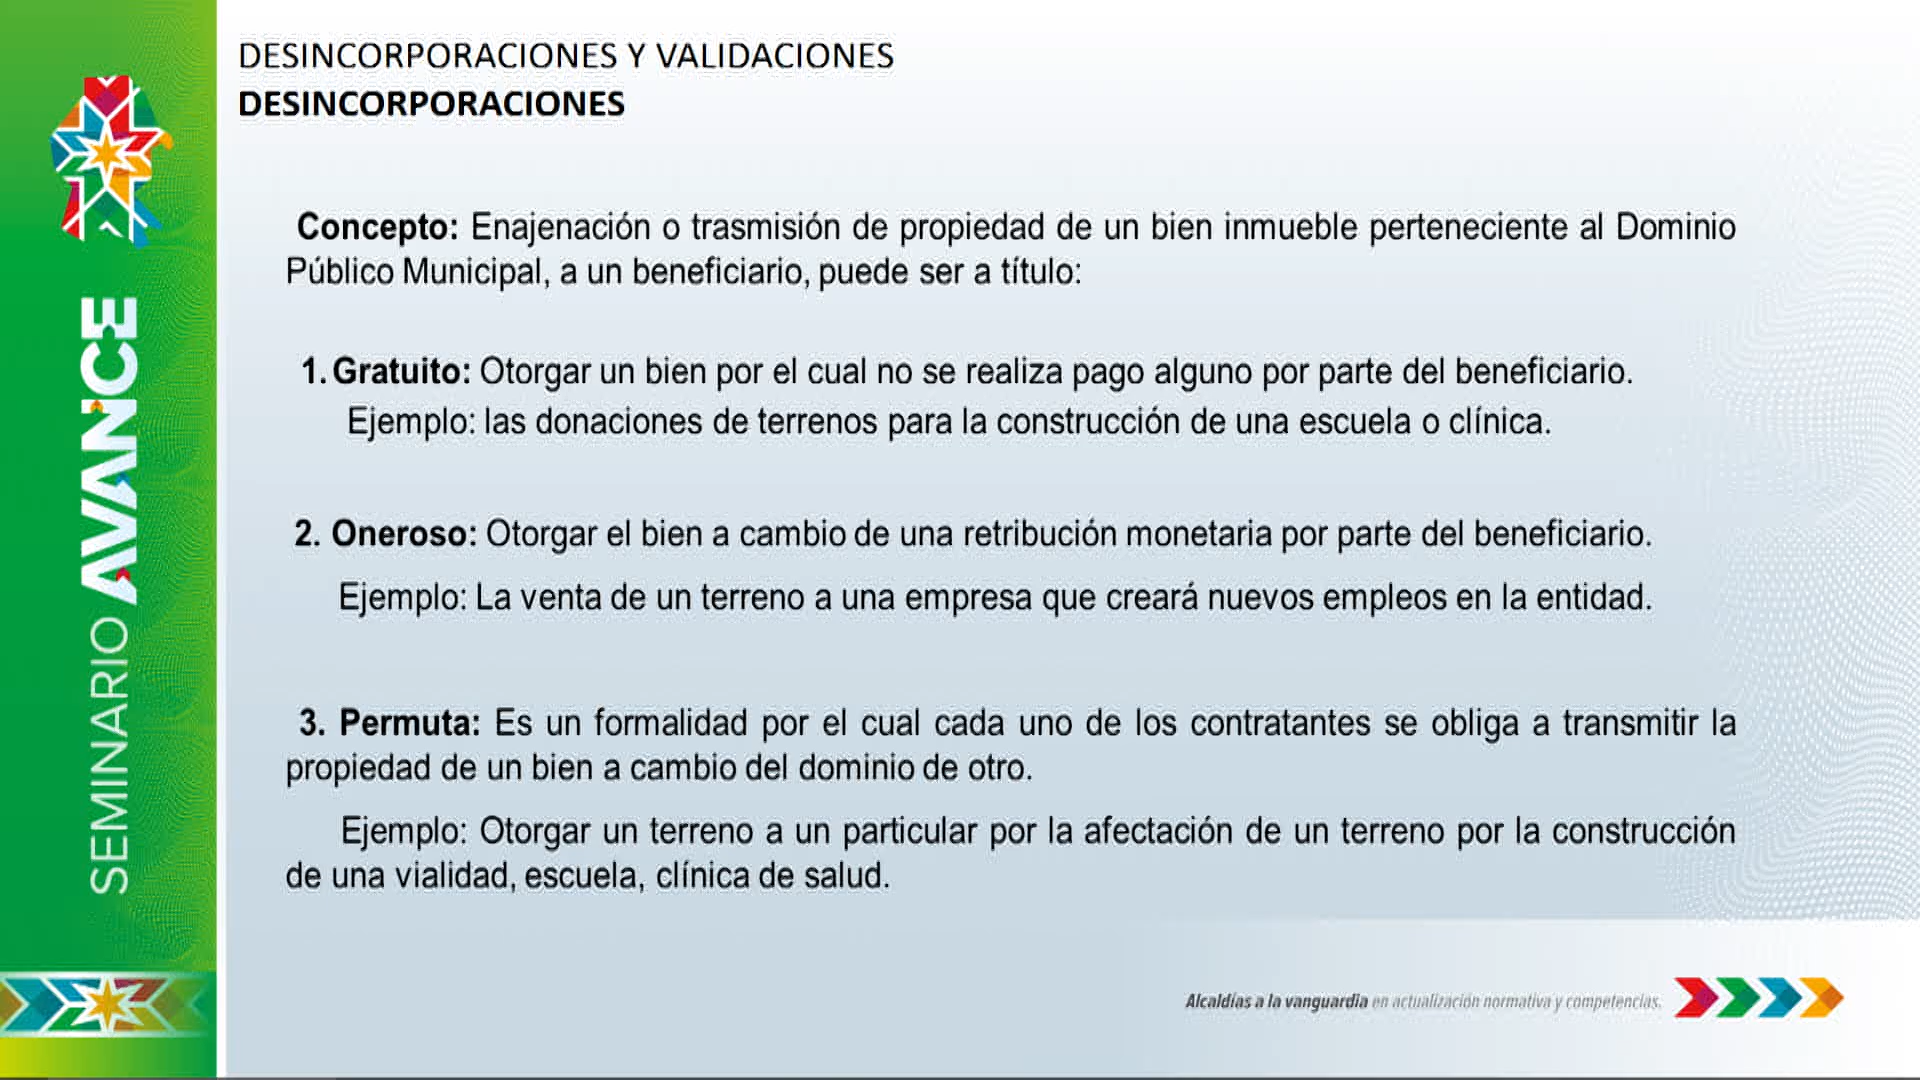 DESINCORPORACIONES Y VALIDACIONES
DESINCORPORACIONES
Concepto: Enajenación o trasmisión de propiedad de un bien inmueble perteneciente al Dominio
Público Municipal, a un beneficiario, puede ser a título:
1. Gratuito: Otorgar un bien por el cual no se realiza pago alguno por parte del beneficiario.
Ejemplo: las donaciones de terrenos para la construcción de una escuela o clínica.
2. Oneroso: Otorgar el bien a cambio de una retribución monetaria por parte del beneficiario.
Ejemplo: La venta de un terreno a una empresa que creará nuevos empleos en la entidad.
3. Permuta: Es un formalidad por el cual cada uno de los contratantes se obliga a transmitir la
propiedad de un bien a cambio del dominio de otro.
Ejemplo: Otorgar un terreno a un particular por la afectación de un terreno por la construcción
de una vialidad, escuela, clínica de salud.
SEMINARIO AVANCE
Alcaldías a la vanguardia en actualización normativa y competencias.